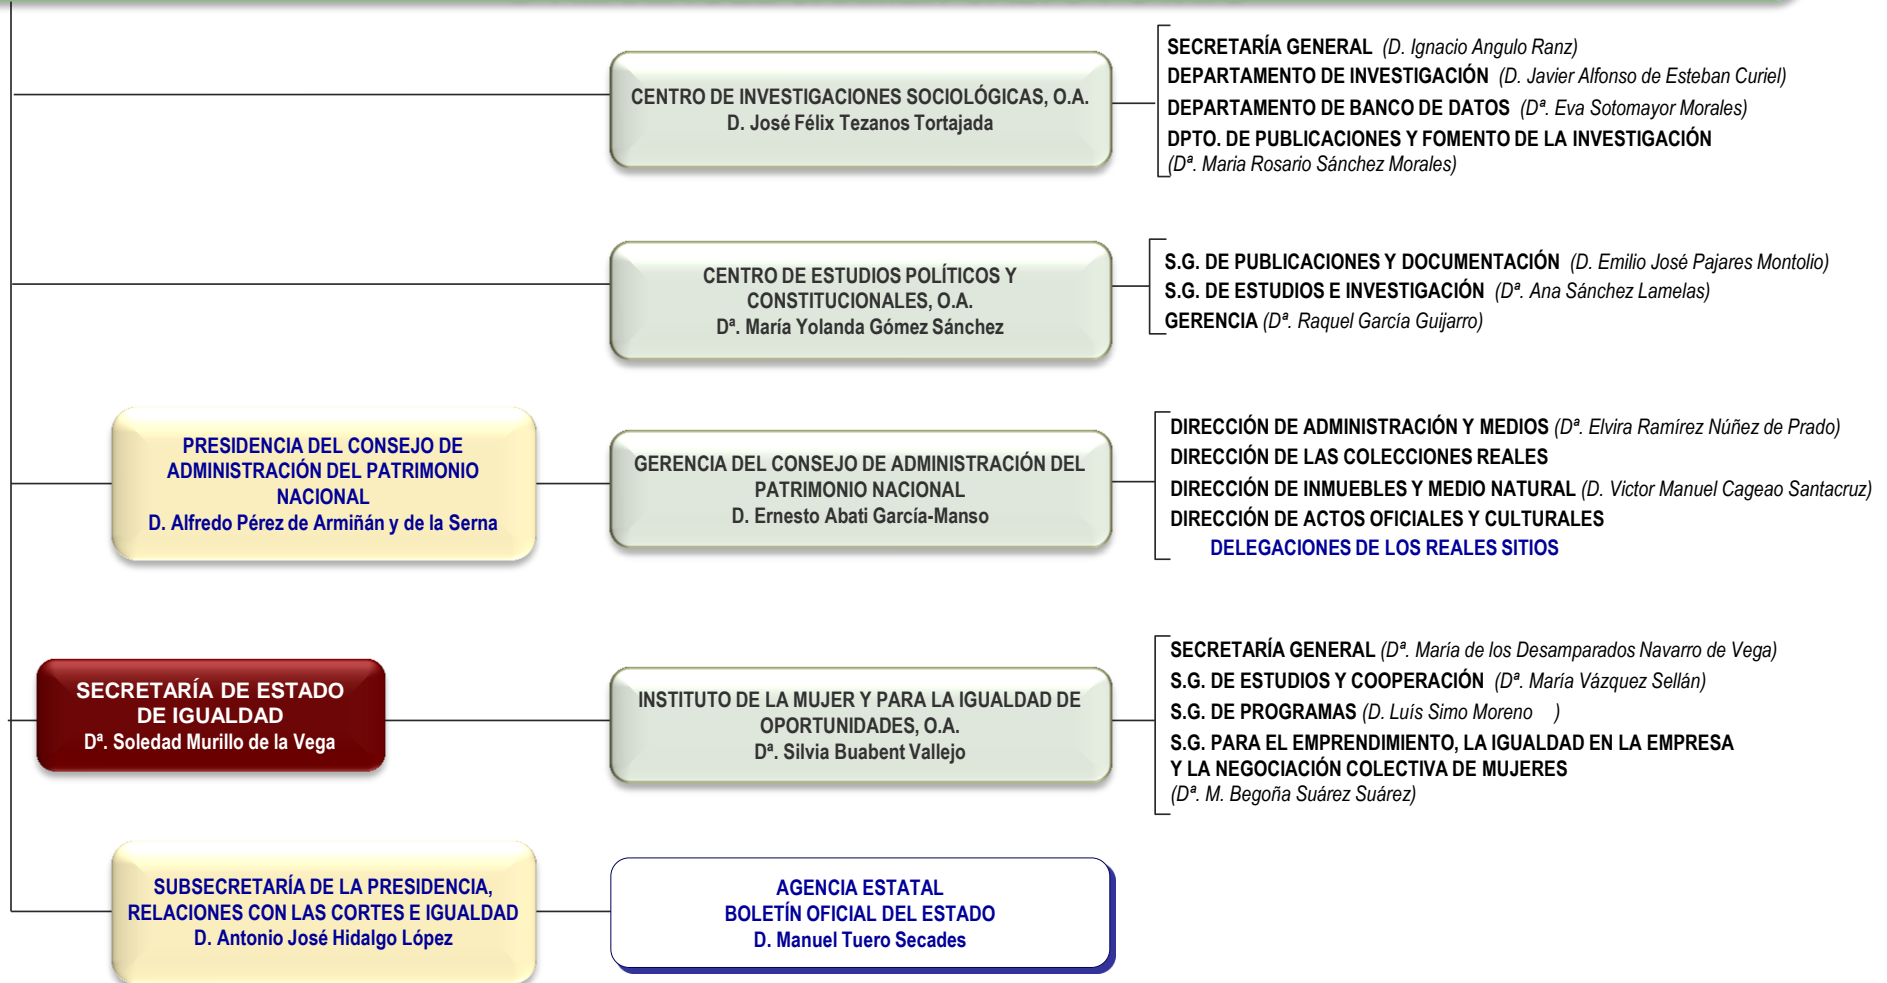 CENTRO DE INVESTIGACIONES SOCIOLÓGICAS, O.A.
D. José Félix Tezanos Tortajada
SECRETARÍA GENERAL (D. Ignacio Angulo Ranz)
DEPARTAMENTO DE INVESTIGACIÓN (D. Javier Alfonso de Esteban Curiel)
DEPARTAMENTO DE BANCO DE DATOS (Dª. Eva Sotomayor Morales)
DPTO. DE PUBLICACIONES Y FOMENTO DE LA INVESTIGACIÓN
(Dª. Maria Rosario Sánchez Morales)
CENTRO DE ESTUDIOS POLÍTICOS Y
CONSTITUCIONALES, O.A.
Dª. María Yolanda Gómez Sánchez
S.G. DE PUBLICACIONES Y DOCUMENTACIÓN (D. Emilio José Pajares Montolio)
S.G. DE ESTUDIOS E INVESTIGACIÓN (Dª. Ana Sánchez Lamelas)
GERENCIA (Dª. Raquel García Guijarro)
PRESIDENCIA DEL CONSEJO DE
ADMINISTRACIÓN DEL PATRIMONIO
NACIONAL
D. Alfredo Pérez de Armiñán y de la Serna
GERENCIA DEL CONSEJO DE ADMINISTRACIÓN DEL
PATRIMONIO NACIONAL
D. Ernesto Abati García-Manso
DIRECCIÓN DE ADMINISTRACIÓN Y MEDIOS (Dª. Elvira Ramírez Núñez de Prado)
DIRECCIÓN DE LAS COLECCIONES REALES
DIRECCIÓN DE INMUEBLES Y MEDIO NATURAL (D. Victor Manuel Cageao Santacruz)
DIRECCIÓN DE ACTOS OFICIALES Y CULTURALES
DELEGACIONES DE LOS REALES SITIOS
SECRETARÍA DE ESTADO
DE IGUALDAD
Dª. Soledad Murillo de la Vega
INSTITUTO DE LA MUJER Y PARA LA IGUALDAD DE
OPORTUNIDADES, O.A.
Dª. Silvia Buabent Vallejo
SECRETARÍA GENERAL (Dª. María de los Desamparados Navarro de Vega)
S.G. DE ESTUDIOS Y COOPERACIÓN (Dª. María Vázquez Sellán)
S.G. DE PROGRAMAS (D. Luís Simo Moreno )
S.G. PARA EL EMPRENDIMIENTO, LA IGUALDAD EN LA EMPRESA
Y LA NEGOCIACIÓN COLECTIVA DE MUJERES
(Dª. M. Begoña Suárez Suárez)
SUBSECRETARÍA DE LA PRESIDENCIA,
RELACIONES CON LAS CORTES E IGUALDAD
D. Antonio José Hidalgo López
AGENCIA ESTATAL
BOLETÍN OFICIAL DEL ESTADO
D. Manuel Tuero Secades